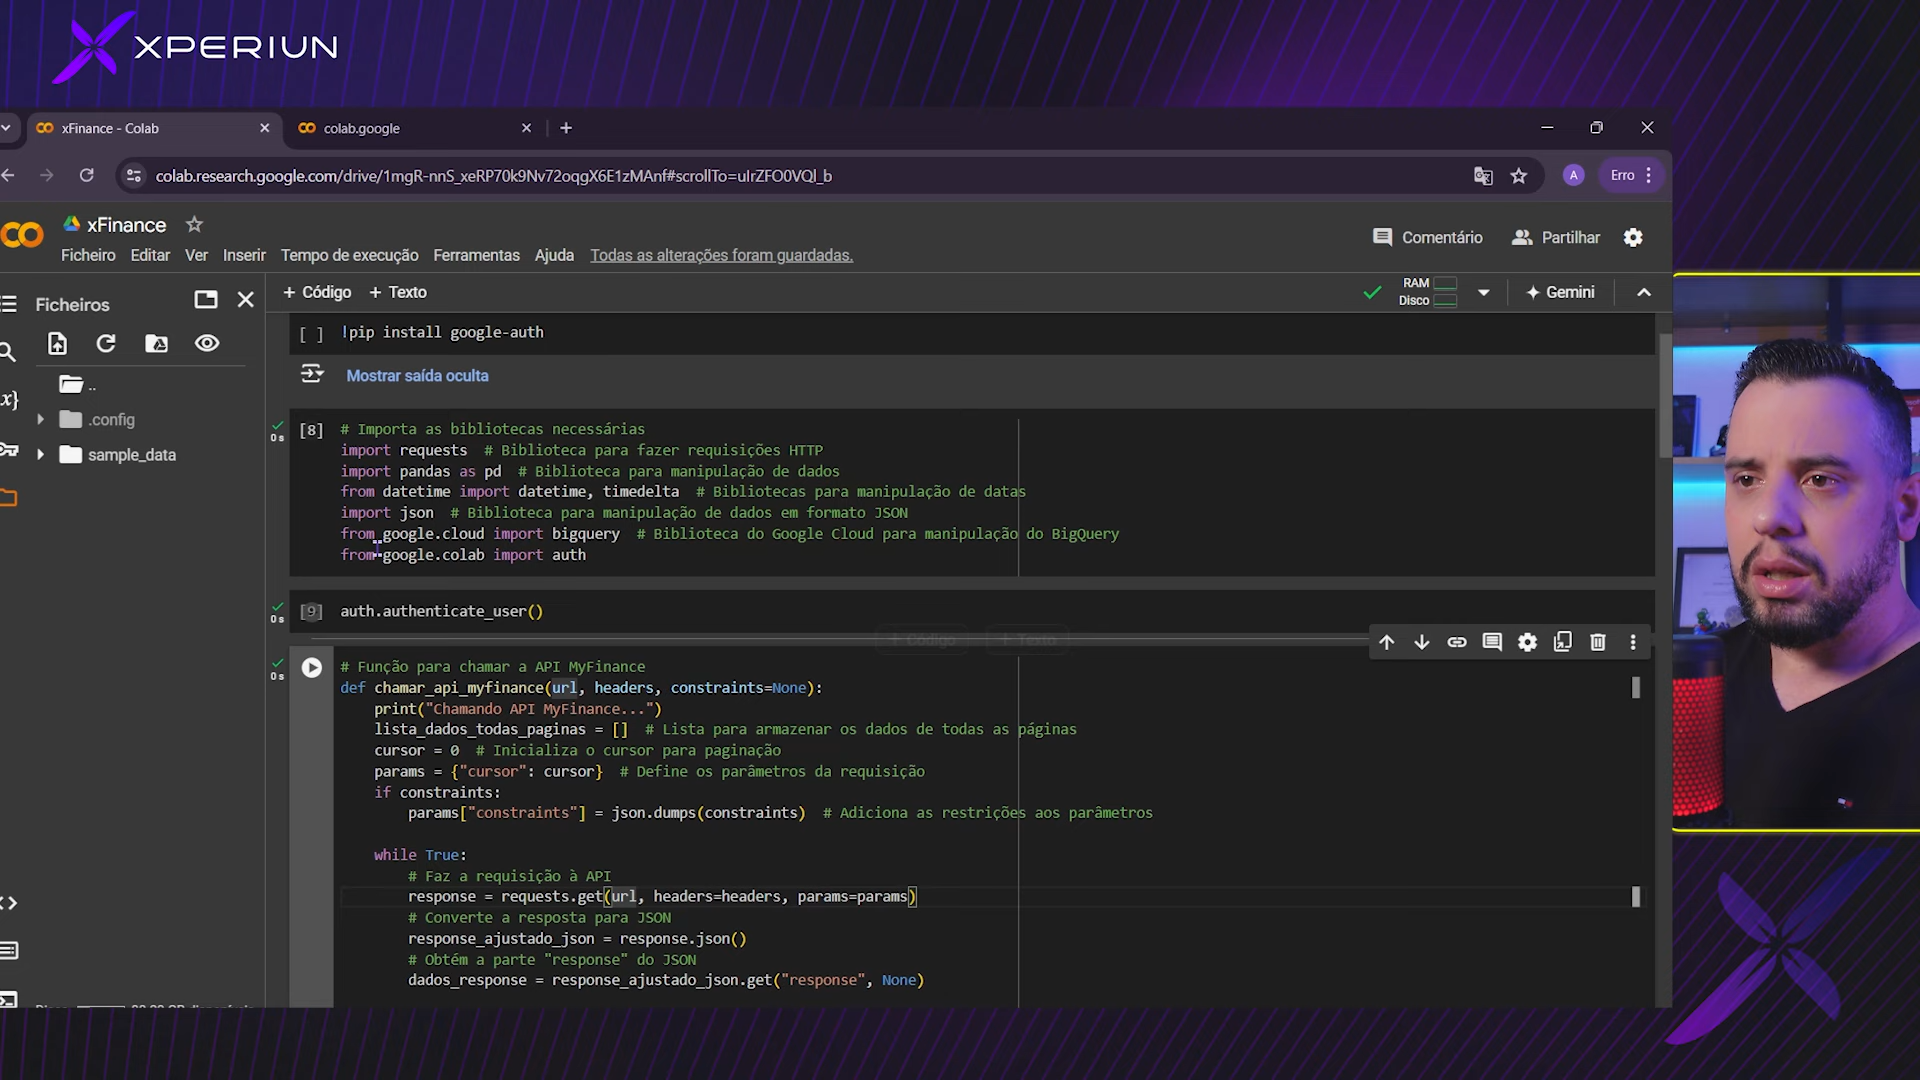 XPERIUN
xFinance - Colab
colab.google
colab.research.google.com/drive/1mgR-nnS_xeRP70k9Nv72oqgX6E1zMAnf#scrollTo=uIrZFO0VQl_b
A
Erro
xFinance
Ficheiro Editar Ver Inserir Tempo de execução Ferramentas Ajuda Todas as alterações foram guardadas.
Comentário
Partilhar
Ficheiros
+ Código + Texto
RAM
Disco
Gemini
..
.config
sample_data
[ ] !pip install google-auth
Mostrar saída oculta
0s
[8] # Importa as bibliotecas necessárias
import requests # Biblioteca para fazer requisições HTTP
import pandas as pd # Biblioteca para manipulação de dados
from datetime import datetime, timedelta # Bibliotecas para manipulação de datas
import json # Biblioteca para manipulação de dados em formato JSON
from google.cloud import bigquery # Biblioteca do Google Cloud para manipulação do BigQuery
from google.colab import auth
0s
[9] auth.authenticate_user()
+ Código + Texto
0s
# Função para chamar a API MyFinance
def chamar_api_myfinance(url, headers, constraints=None):
print("Chamando API MyFinance...")
lista_dados_todas_paginas = [] # Lista para armazenar os dados de todas as páginas
cursor = 0 # Inicializa o cursor para paginação
params = {"cursor": cursor} # Define os parâmetros da requisição
if constraints:
params["constraints"] = json.dumps(constraints) # Adiciona as restrições aos parâmetros
while True:
# Faz a requisição à API
response = requests.get(url, headers=headers, params=params)
# Converte a resposta para JSON
response_ajustado_json = response.json()
# Obtém a parte "response" do JSON
dados_response = response_ajustado_json.get("response", None)